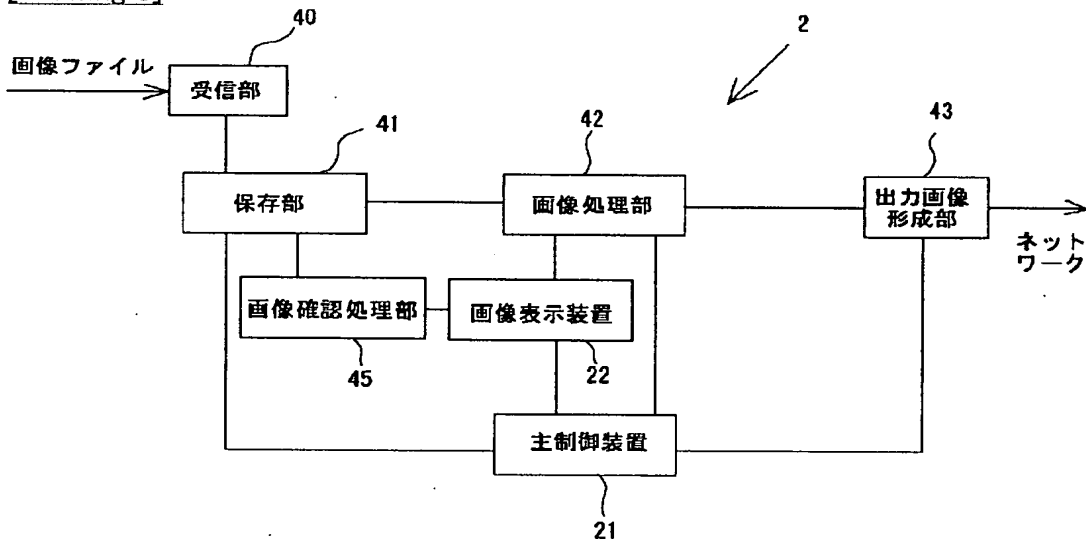 40
2
画像ファイル
受信部
41
42
43
保存部
画像処理部
出力画像
形成部
ネット
ワーク
画像確認処理部
画像表示装置
45
22
主制御装置
21